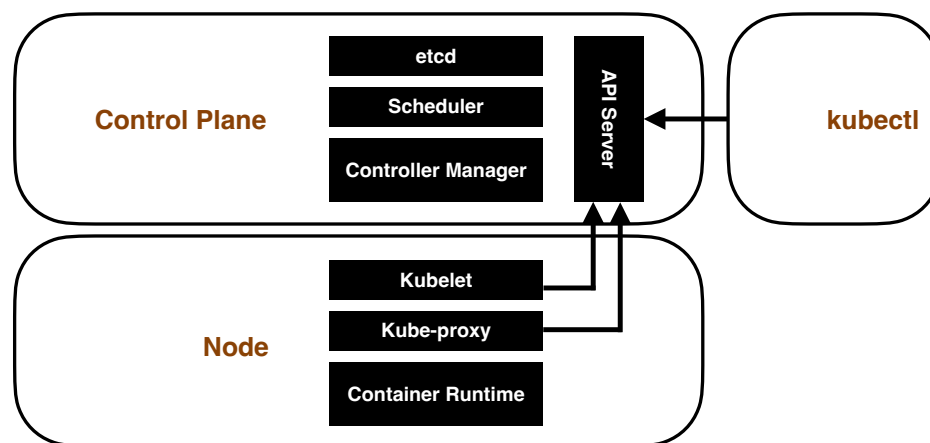 etcd
Scheduler
Control Plane
Controller Manager
API Server
kubectl
Kubelet
Kube-proxy
Node
Container Runtime